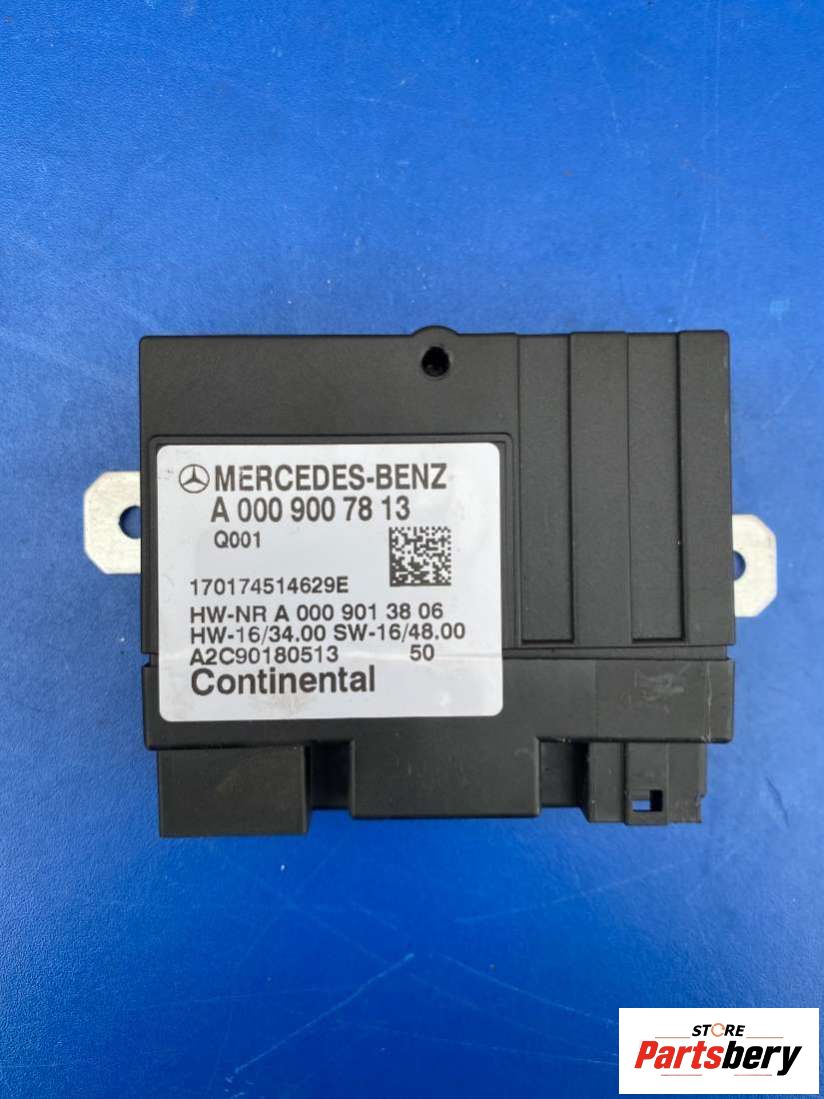 MERCEDES-BENZ
A 000 900 78 13
Q001
170174514629E
HW-NR A 000 901 38 06
HW-16/34.00 SW-16/48.00
A2C90180513 50
Continental
STORE
Partsbery